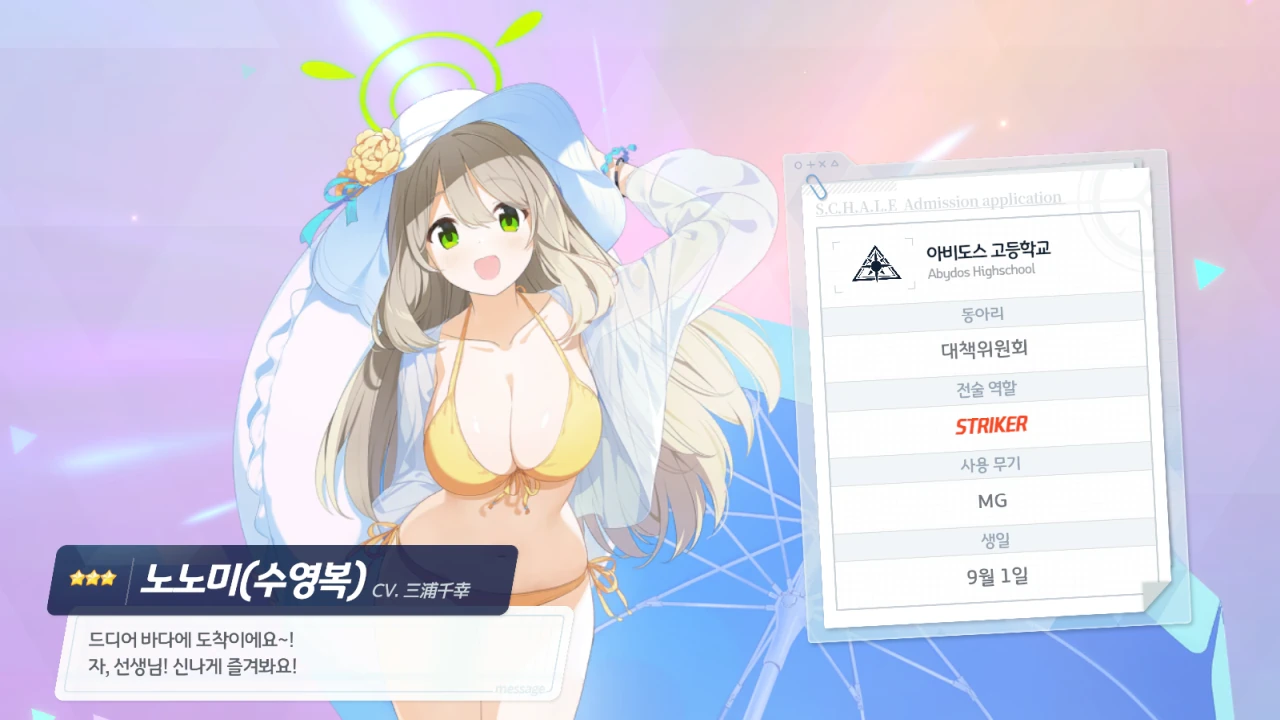 S.C.H.A.L.E Admission application
아비도스 고등학교
Abydos Highschool
동아리
대책위원회
전술 역할
STRIKER
사용 무기
MG
생일
9월 1일
노노미(수영복) CV. 三浦千幸
드디어 바다에 도착이에요~!
자, 선생님! 신나게 즐겨봐요!
message